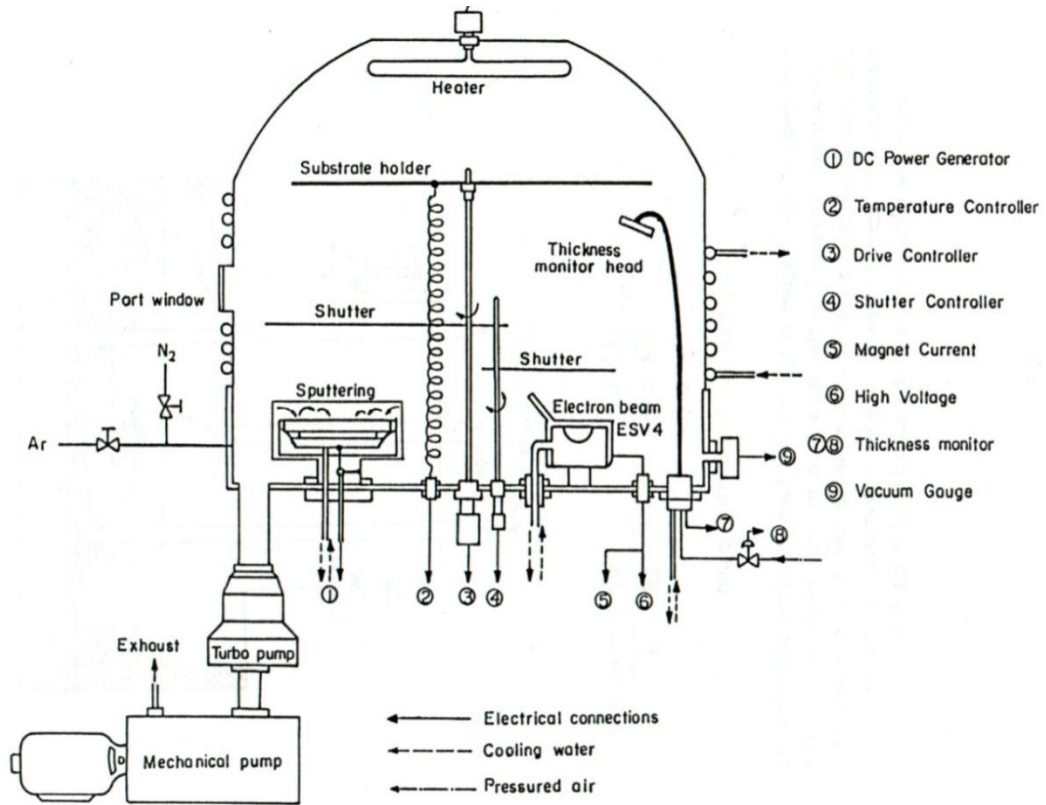 Heater
Substrate holder
Thickness
monitor head
Port window
Shutter
N₂
Shutter
Sputtering
Electron beam
ESV 4
Ar
① DC Power Generator
② Temperature Controller
③ Drive Controller
④ Shutter Controller
⑤ Magnet Current
⑥ High Voltage
⑦⑧ Thickness monitor
⑨ Vacuum Gauge
⑨
⑦
⑧
①
②
③
④
⑤
⑥
Exhaust
Turbo pump
Mechanical pump
Electrical connections
Cooling water
Pressured air